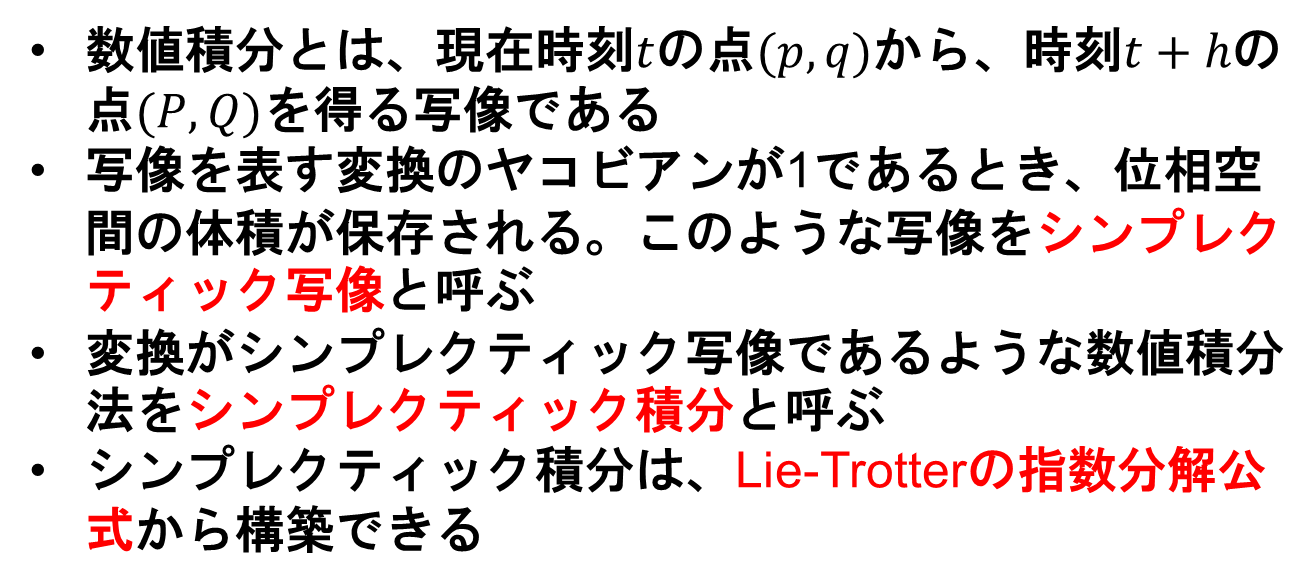 • 数値積分とは、現在時刻tの点(p, q)から、時刻t + hの
点(P, Q)を得る写像である
• 写像を表す変換のヤコビアンが1であるとき、位相空
間の体積が保存される。このような写像をシンプレク
ティック写像と呼ぶ
• 変換がシンプレクティック写像であるような数値積分
法をシンプレクティック積分と呼ぶ
• シンプレクティック積分は、Lie-Trotterの指数分解公
式から構築できる